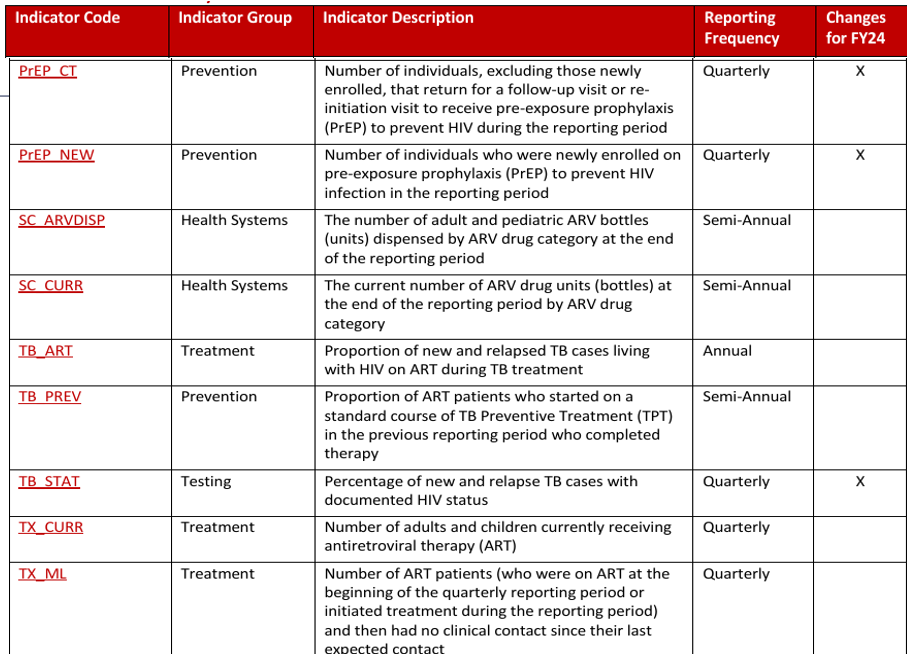 Indicator Code Indicator Group Indicator Description Reporting Frequency Changes for FY24
PrEP_CT Prevention Number of individuals, excluding those newly Quarterly X
enrolled, that return for a follow-up visit or re-
initiation visit to receive pre-exposure prophylaxis
(PrEP) to prevent HIV during the reporting period
PrEP_NEW Prevention Number of individuals who were newly enrolled on Quarterly X
pre-exposure prophylaxis (PrEP) to prevent HIV
infection in the reporting period
SC_ARVDISP Health Systems The number of adult and pediatric ARV bottles Semi-Annual
(units) dispensed by ARV drug category at the end
of the reporting period
SC_CURR Health Systems The current number of ARV drug units (bottles) at Semi-Annual
the end of the reporting period by ARV drug
category
TB_ART Treatment Proportion of new and relapsed TB cases living Annual
with HIV on ART during TB treatment
TB_PREV Prevention Proportion of ART patients who started on a Semi-Annual
standard course of TB Preventive Treatment (TPT)
in the previous reporting period who completed
therapy
TB_STAT Testing Percentage of new and relapse TB cases with Quarterly X
documented HIV status
TX_CURR Treatment Number of adults and children currently receiving Quarterly
antiretroviral therapy (ART)
TX_ML Treatment Number of ART patients (who were on ART at the Quarterly
beginning of the quarterly reporting period or
initiated treatment during the reporting period)
and then had no clinical contact since their last
expected contact